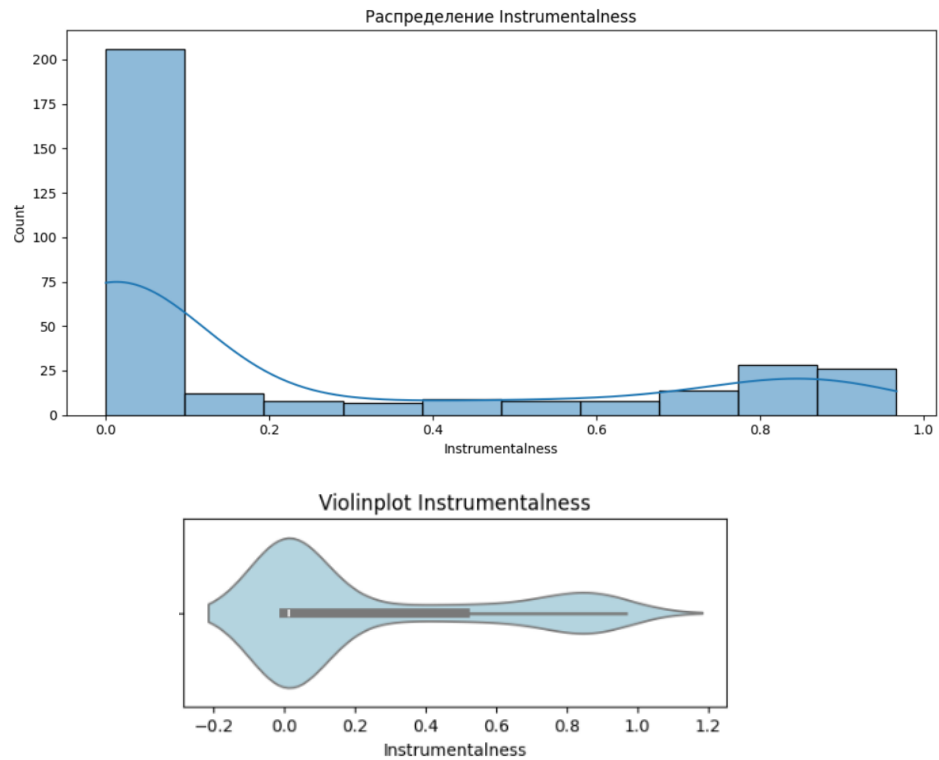 Распределение Instrumentalness
200
175
150
125
100
75
50
25
0
Count
0.0 0.2 0.4 0.6 0.8 1.0
Instrumentalness
Violinplot Instrumentalness
−0.2 0.0 0.2 0.4 0.6 0.8 1.0 1.2
Instrumentalness